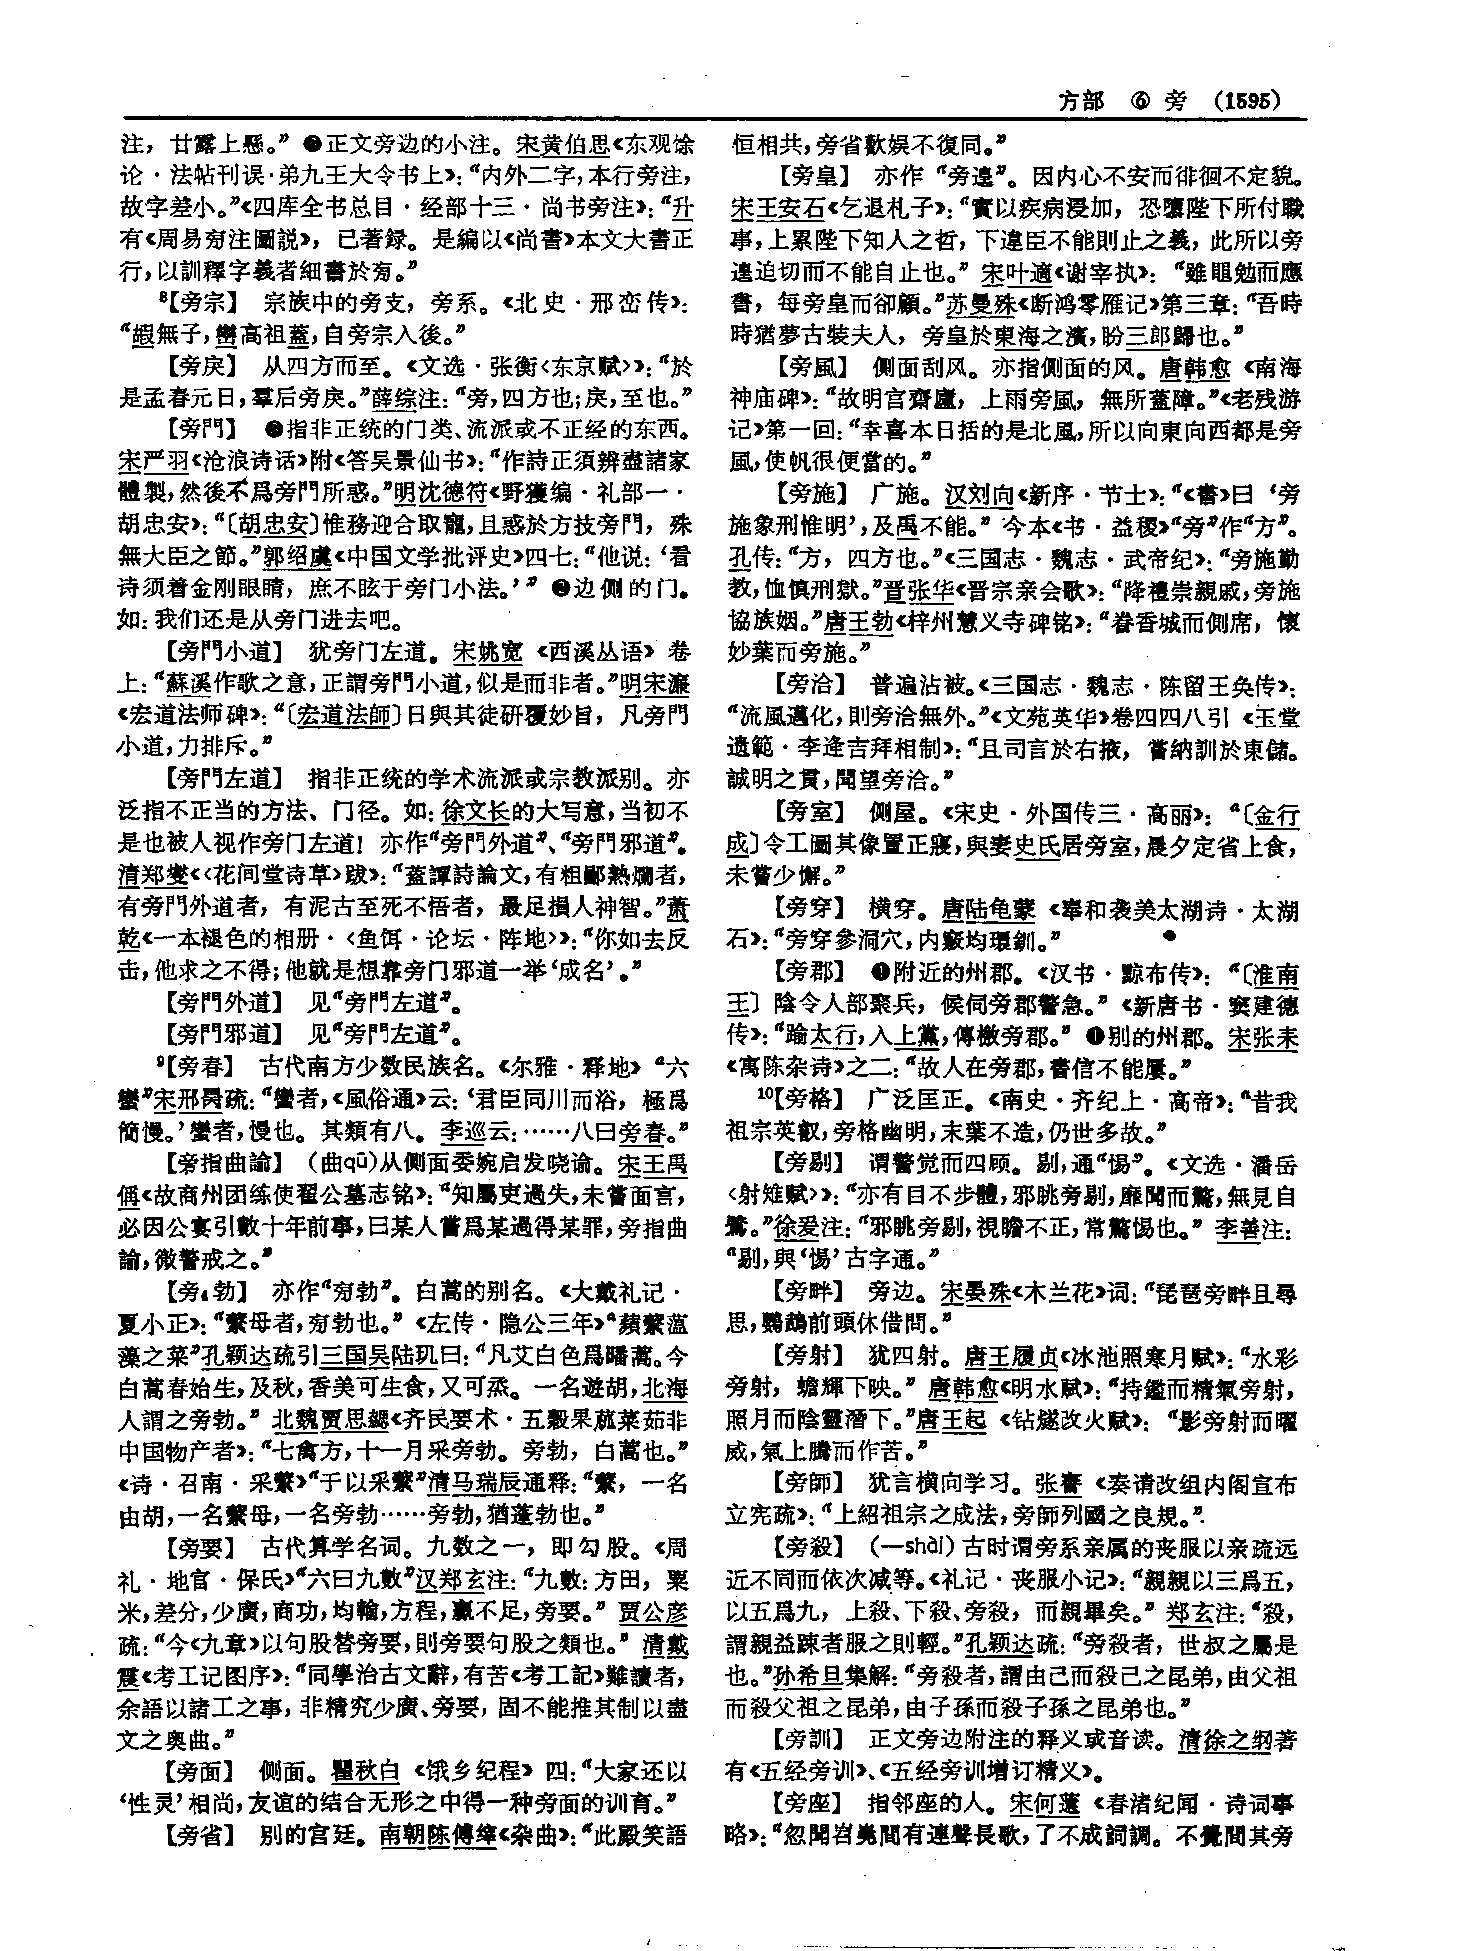 方部 ⑥ 旁 (1595)
注，甘露上懸。”❷正文旁边的小注。宋黄伯思《东观馀
论·法帖刊误·弟九王大令书上》：“内外二字，本行旁注，
故字差小。”《四库全书总目·经部十三·尚书旁注》：“升
有《周易旁注圖説》，已著録。是編以《尚書》本文大書正
行，以訓釋字義者細書於旁。”
⁸【旁宗】 宗族中的旁支，旁系。《北史·邢峦传》：
“嘏無子，巒高祖蓋，自旁宗入後。”
【旁戾】 从四方而至。《文选·张衡〈东京赋〉》：“於
是孟春元日，羣后旁戾。”薛综注：“旁，四方也；戾，至也。”
【旁門】 ❶指非正统的门类、流派或不正经的东西。
宋严羽《沧浪诗话》附《答吴景仙书》：“作詩正須辨盡諸家
體製，然後不爲旁門所惑。”明沈德符《野獲编·礼部一·
胡忠安》：“〔胡忠安〕惟務迎合取寵，且惑於方技旁門，殊
無大臣之節。”郭绍虞《中国文学批评史》四七：“他说：‘看
诗须着金刚眼睛，庶不眩于旁门小法。’”❷边侧的门。
如：我们还是从旁门进去吧。
【旁門小道】 犹旁门左道。宋姚宽《西溪丛语》卷
上：“蘇溪作歌之意，正謂旁門小道，似是而非者。”明宋濂
《宏道法师碑》：“〔宏道法師〕日與其徒研覆妙旨，凡旁門
小道，力排斥。”
【旁門左道】 指非正统的学术流派或宗教派别。亦
泛指不正当的方法、门径。如：徐文长的大写意，当初不
是也被人视作旁门左道！亦作“旁門外道”、“旁門邪道”。
清郑燮《〈花间堂诗草〉跋》：“蓋譚詩論文，有粗鄙熟爛者，
有旁門外道者，有泥古至死不悟者，最足損人神智。”萧
乾《一本褪色的相册·〈鱼饵·论坛·阵地〉》：“你如去反
击，他求之不得；他就是想靠旁门邪道一举‘成名’。”
【旁門外道】 见“旁門左道”。
【旁門邪道】 见“旁門左道”。
⁹【旁春】 古代南方少数民族名。《尔雅·释地》“六
蠻”宋邢昺疏：“蠻者，《風俗通》云：‘君臣同川而浴，極爲
簡慢。’蠻者，慢也。其類有八。李巡云：……八曰旁春。”
【旁指曲諭】 (曲qū)从侧面委婉启发晓谕。宋王禹
偁《故商州团练使翟公墓志铭》：“知屬吏過失，未嘗面言，
必因公宴引數十年前事，曰某人嘗爲某過得某罪，旁指曲
諭，微警戒之。”
【旁勃】 亦作“旁勃”。白蒿的别名。《大戴礼记·
夏小正》：“蘩母者，旁勃也。”《左传·隐公三年》“蘋蘩薀
藻之菜”孔颖达疏引三国吴陆玑曰：“凡艾白色爲皤蒿。今
白蒿春始生，及秋，香美可生食，又可烝。一名遊胡，北海
人謂之旁勃。”北魏贾思勰《齐民要术·五穀果蓏菜茹非
中国物产者》：“七禽方，十一月采旁勃。旁勃，白蒿也。”
《诗·召南·采蘩》“于以采蘩”清马瑞辰通释：“蘩，一名
由胡，一名蘩母，一名旁勃……旁勃，猶蓬勃也。”
【旁要】 古代算学名词。九数之一，即勾股。《周
礼·地官·保氏》“六曰九數”汉郑玄注：“九數：方田，粟
米，差分，少廣，商功，均輸，方程，贏不足，旁要。”贾公彦
疏：“今《九章》以句股替旁要，則旁要句股之類也。”清戴
震《考工记图序》：“同學治古文辭，有苦《考工記》難讀者，
余語以諸工之事，非精究少廣、旁要，固不能推其制以盡
文之奥曲。”
【旁面】 侧面。瞿秋白《饿乡纪程》四：“大家还以
‘性灵’相尚，友谊的结合无形之中得一种旁面的训育。”
【旁省】 别的宫廷。南朝陈傅縡《杂曲》：“此殿笑語
恒相共，旁省歡娱不復同。”
【旁皇】 亦作“旁遑”。因内心不安而徘徊不定貌。
宋王安石《乞退札子》：“實以疾病浸加，恐隳陛下所付職
事，上累陛下知人之哲，下違臣不能則止之義，此所以旁
遑迫切而不能自止也。”宋叶適《谢宰执》：“雖黽勉而應
書，每旁皇而卻顧。”苏曼殊《断鸿零雁记》第三章：“吾時
時猶夢古裝夫人，旁皇於東海之濱，盼三郎歸也。”
【旁風】 侧面刮风。亦指侧面的风。唐韩愈《南海
神庙碑》：“故明宫齋廬，上雨旁風，無所蓋障。”《老残游
记》第一回：“幸喜本日括的是北風，所以向東向西都是旁
風，使帆很便當的。”
【旁施】 广施。汉刘向《新序·节士》：“《書》曰‘旁
施象刑惟明’，及禹不能。”今本《书·益稷》“旁”作“方”。
孔传：“方，四方也。”《三国志·魏志·武帝纪》：“旁施勤
教，恤慎刑獄。”晋张华《晋宗亲会歌》：“降禮崇親戚，旁施
協族姻。”唐王勃《梓州慧义寺碑铭》：“眷香城而側席，懷
妙葉而旁施。”
【旁洽】 普遍沾被。《三国志·魏志·陈留王奂传》：
“流風邁化，則旁洽無外。”《文苑英华》卷四四八引《玉堂
遗範·李逢吉拜相制》：“且司言於右掖，嘗納訓於東儲。
誠明之貫，聞望旁洽。”
【旁室】 侧屋。《宋史·外国传三·高丽》：“〔金行
成〕令工圖其像置正寢，與妻史氏居旁室，晨夕定省上食，
未嘗少懈。”
【旁穿】 横穿。唐陆龟蒙《奉和袭美太湖诗·太湖
石》：“旁穿參洞穴，内竅均環釧。”
【旁郡】 ❶附近的州郡。《汉书·黥布传》：“〔淮南
王〕陰令人部聚兵，候伺旁郡警急。”《新唐书·窦建德
传》：“踰太行，入上黨，傳檄旁郡。”❶别的州郡。宋张耒
《寓陈杂诗》之二：“故人在旁郡，書信不能屢。”
¹⁰【旁格】 广泛匡正。《南史·齐纪上·高帝》：“昔我
祖宗英叡，旁格幽明，末葉不造，仍世多故。”
【旁剔】 谓警觉而四顾。剔，通“惕”。《文选·潘岳
〈射雉赋〉》：“亦有目不步體，邪眺旁剔，靡聞而驚，無見自
鷩。”徐爰注：“邪眺旁剔，視瞻不正，常驚惕也。”李善注：
“剔，與‘惕’古字通。”
【旁畔】 旁边。宋晏殊《木兰花》词：“琵琶旁畔且尋
思，鹦鵡前頭休借問。”
【旁射】 犹四射。唐王履贞《冰池照寒月赋》：“水彩
旁射，蟾輝下映。”唐韩愈《明水赋》：“持鑑而精氣旁射，
照月而陰靈潛下。”唐王起《钻燧改火赋》：“影旁射而曜
威，氣上騰而作苦。”
【旁師】 犹言横向学习。张謇《奏请改组内阁宣布
立宪疏》：“上紹祖宗之成法，旁師列國之良規。”
【旁殺】 (—shài)古时谓旁系亲属的丧服以亲疏远
近不同而依次减等。《礼记·丧服小记》：“親親以三爲五，
以五爲九，上殺、下殺、旁殺，而親畢矣。”郑玄注：“殺，
謂親益踈者服之則輕。”孔颖达疏：“旁殺者，世叔之屬是
也。”孙希旦集解：“旁殺者，謂由己而殺己之昆弟，由父祖
而殺父祖之昆弟，由子孫而殺子孫之昆弟也。”
【旁訓】 正文旁边附注的释义或音读。清徐之纲著
有《五经旁训》、《五经旁训增订精义》。
【旁座】 指邻座的人。宋何薳《春渚纪闻·诗词事
略》：“忽聞岩曉間有連聲長歌，了不成詞調。不覺間其旁